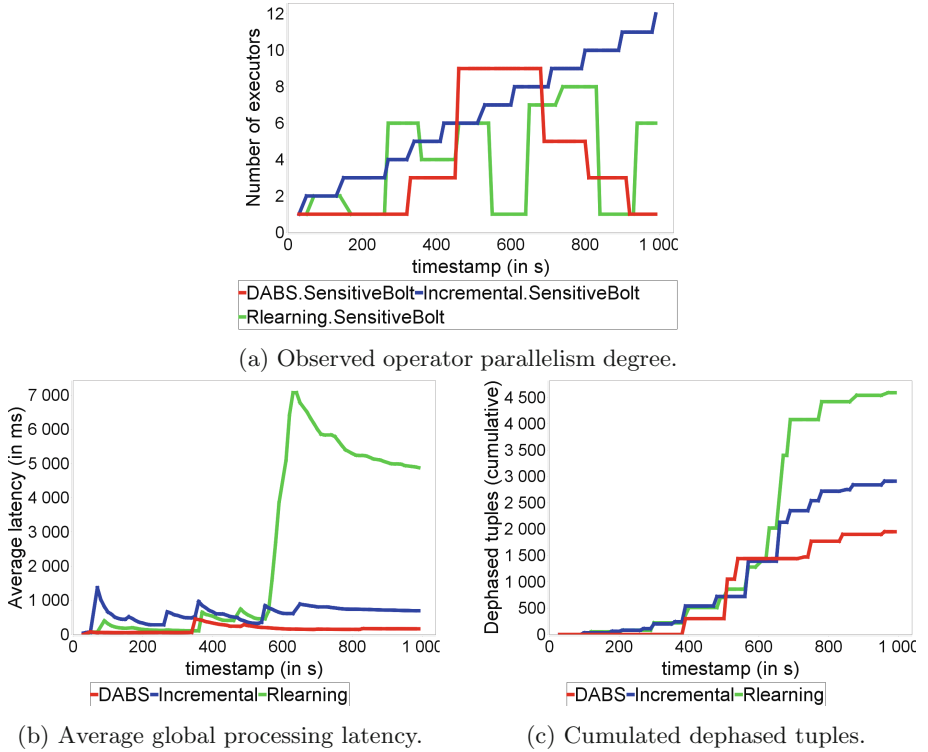 12
10
8
6
4
2
0
Number of executors
0 200 400 600 800 1 000
timestamp (in s)
DABS.SensitiveBolt Incremental.SensitiveBolt
Rlearning.SensitiveBolt
(a) Observed operator parallelism degree.
7 000
6 000
5 000
4 000
3 000
2 000
1 000
0
Average latency (in ms)
0 200 400 600 800 1 000
timestamp (in s)
DABS Incremental Rlearning
(b) Average global processing latency.
4 500
4 000
3 500
3 000
2 500
2 000
1 500
1 000
500
0
Dephased tuples (cumulative)
0 200 400 600 800 1 000
timestamp (in s)
DABS Incremental Rlearning
(c) Cumulated dephased tuples.